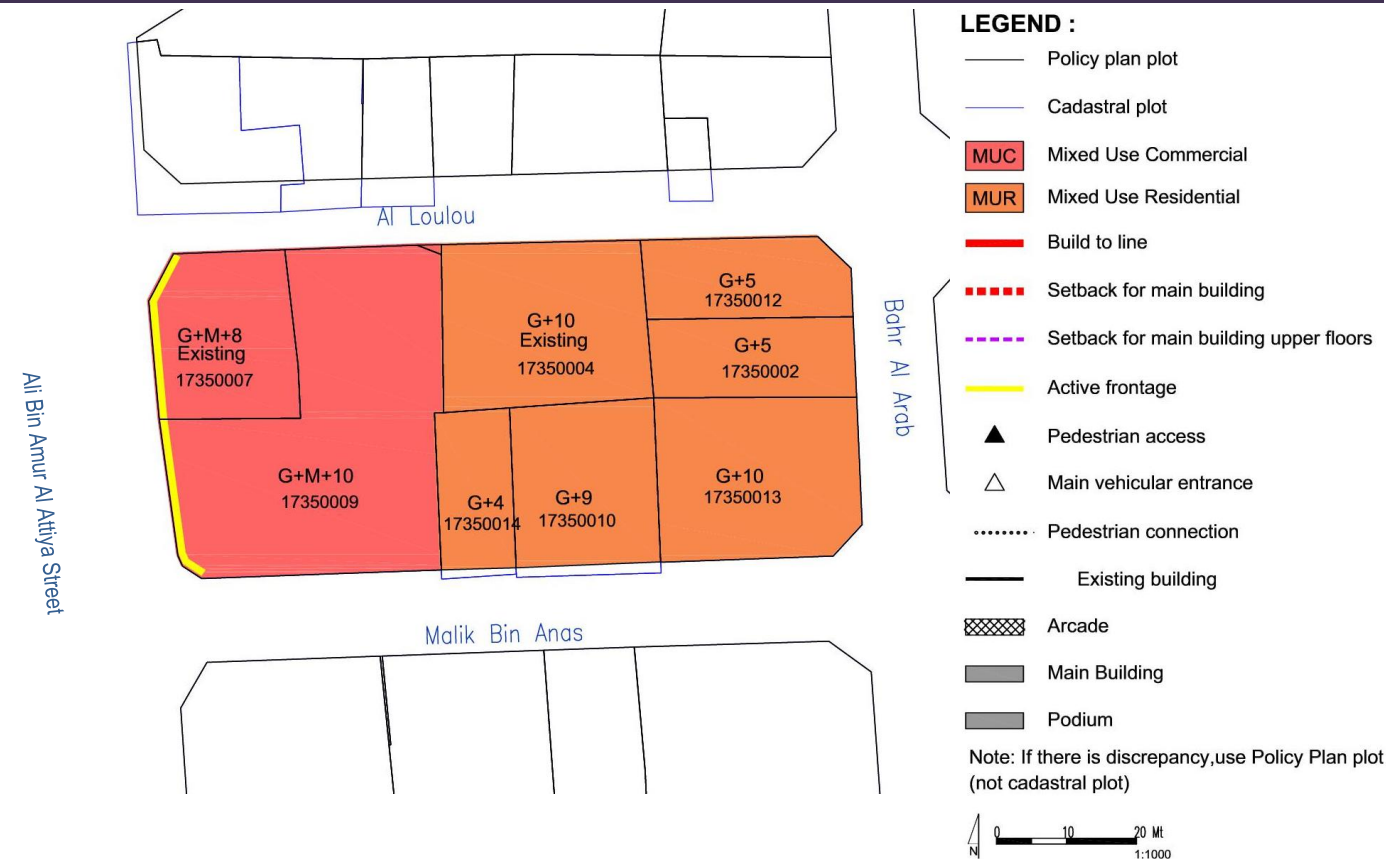 Al Loulou
G+M+8
Existing
17350007
G+10
Existing
17350004
G+5
17350012
G+5
17350002
G+M+10
17350009
G+4
17350014
G+9
17350010
G+10
17350013
Ali Bin Amur Al Attiya Street
Bahr Al Arab
Malik Bin Anas
LEGEND :
Policy plan plot
Cadastral plot
MUC Mixed Use Commercial
MUR Mixed Use Residential
Build to line
Setback for main building
Setback for main building upper floors
Active frontage
Pedestrian access
Main vehicular entrance
Pedestrian connection
Existing building
Arcade
Main Building
Podium
Note: If there is discrepancy,use Policy Plan plot
(not cadastral plot)
N
0 10 20 Mt
1:1000